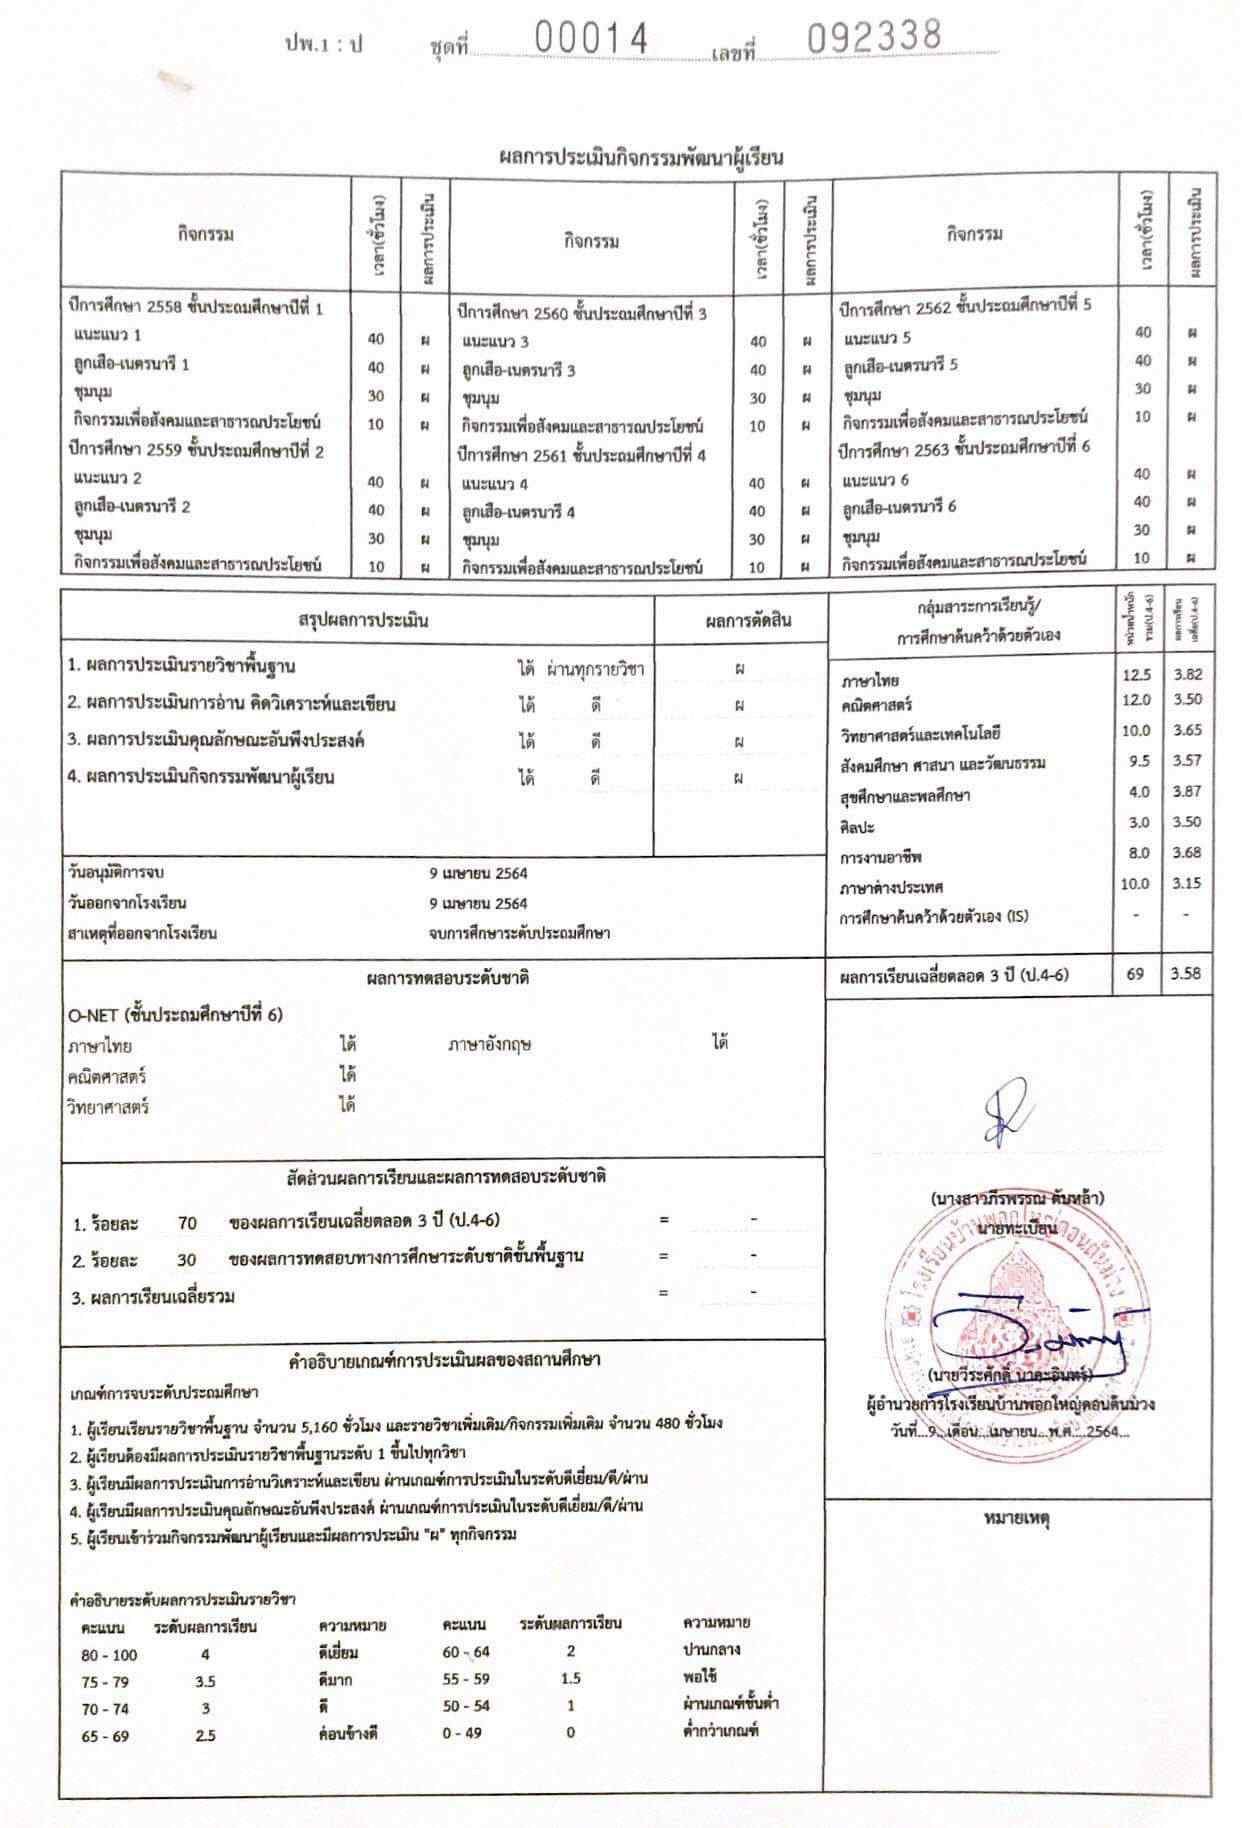 ปพ.1 : ป ชุดที่ 00014 เลขที่ 092338
ผลการประเมินกิจกรรมพัฒนาผู้เรียน
กิจกรรม เวลา(ชั่วโมง) ผลการประเมิน กิจกรรม เวลา(ชั่วโมง) ผลการประเมิน กิจกรรม เวลา(ชั่วโมง) ผลการประเมิน
ปีการศึกษา 2558 ชั้นประถมศึกษาปีที่ 1 ปีการศึกษา 2560 ชั้นประถมศึกษาปีที่ 3 ปีการศึกษา 2562 ชั้นประถมศึกษาปีที่ 5
แนะแนว 1 40 ผ แนะแนว 3 40 ผ แนะแนว 5 40 ผ
ลูกเสือ-เนตรนารี 1 40 ผ ลูกเสือ-เนตรนารี 3 40 ผ ลูกเสือ-เนตรนารี 5 40 ผ
ชุมนุม 30 ผ ชุมนุม 30 ผ ชุมนุม 30 ผ
กิจกรรมเพื่อสังคมและสาธารณประโยชน์ 10 ผ กิจกรรมเพื่อสังคมและสาธารณประโยชน์ 10 ผ กิจกรรมเพื่อสังคมและสาธารณประโยชน์ 10 ผ
ปีการศึกษา 2559 ชั้นประถมศึกษาปีที่ 2 ปีการศึกษา 2561 ชั้นประถมศึกษาปีที่ 4 ปีการศึกษา 2563 ชั้นประถมศึกษาปีที่ 6
แนะแนว 2 40 ผ แนะแนว 4 40 ผ แนะแนว 6 40 ผ
ลูกเสือ-เนตรนารี 2 40 ผ ลูกเสือ-เนตรนารี 4 40 ผ ลูกเสือ-เนตรนารี 6 40 ผ
ชุมนุม 30 ผ ชุมนุม 30 ผ ชุมนุม 30 ผ
กิจกรรมเพื่อสังคมและสาธารณประโยชน์ 10 ผ กิจกรรมเพื่อสังคมและสาธารณประโยชน์ 10 ผ กิจกรรมเพื่อสังคมและสาธารณประโยชน์ 10 ผ
สรุปผลการประเมิน ผลการตัดสิน
1. ผลการประเมินรายวิชาพื้นฐาน ได้ ผ่านทุกรายวิชา ผ
2. ผลการประเมินการอ่าน คิดวิเคราะห์และเขียน ได้ ดี ผ
3. ผลการประเมินคุณลักษณะอันพึงประสงค์ ได้ ดี ผ
4. ผลการประเมินกิจกรรมพัฒนาผู้เรียน ได้ ดี ผ
วันอนุมัติการจบ 9 เมษายน 2564
วันออกจากโรงเรียน 9 เมษายน 2564
สาเหตุที่ออกจากโรงเรียน จบการศึกษาระดับประถมศึกษา
กลุ่มสาระการเรียนรู้/
การศึกษาค้นคว้าด้วยตัวเอง
หน่วยน้ำหนัก
รวม(ป.4-6)
ผลการเรียน
เฉลี่ย(ป.4-6)
ภาษาไทย 12.5 3.82
คณิตศาสตร์ 12.0 3.50
วิทยาศาสตร์และเทคโนโลยี 10.0 3.65
สังคมศึกษา ศาสนา และวัฒนธรรม 9.5 3.57
สุขศึกษาและพลศึกษา 4.0 3.87
ศิลปะ 3.0 3.50
การงานอาชีพ 8.0 3.68
ภาษาต่างประเทศ 10.0 3.15
การศึกษาค้นคว้าด้วยตัวเอง (IS) - -
ผลการเรียนเฉลี่ยตลอด 3 ปี (ป.4-6) 69 3.58
ผลการทดสอบระดับชาติ
O-NET (ชั้นประถมศึกษาปีที่ 6)
ภาษาไทย ได้ ภาษาอังกฤษ ได้
คณิตศาสตร์ ได้
วิทยาศาสตร์ ได้
สัดส่วนผลการเรียนและผลการทดสอบระดับชาติ
1. ร้อยละ 70 ของผลการเรียนเฉลี่ยตลอด 3 ปี (ป.4-6) = -
2. ร้อยละ 30 ของผลการทดสอบทางการศึกษาระดับชาติขั้นพื้นฐาน = -
3. ผลการเรียนเฉลี่ยรวม = -
(นางสาวภีรพรรณ ตันหล้า)
นายทะเบียน
โรงเรียนบ้านพอกใหญ่ดอนต้นม่วง
(นายวีระศักดิ์ นาคะอินทร์)
ผู้อำนวยการโรงเรียนบ้านพอกใหญ่ดอนต้นม่วง
วันที่...9...เดือน...เมษายน...พ.ศ....2564...
คำอธิบายเกณฑ์การประเมินผลของสถานศึกษา
เกณฑ์การจบระดับประถมศึกษา
1. ผู้เรียนเรียนรายวิชาพื้นฐาน จำนวน 5,160 ชั่วโมง และรายวิชาเพิ่มเติม/กิจกรรมเพิ่มเติม จำนวน 480 ชั่วโมง
2. ผู้เรียนต้องมีผลการประเมินรายวิชาพื้นฐานระดับ 1 ขึ้นไปทุกวิชา
3. ผู้เรียนมีผลการประเมินการอ่านวิเคราะห์และเขียน ผ่านเกณฑ์การประเมินในระดับดีเยี่ยม/ดี/ผ่าน
4. ผู้เรียนมีผลการประเมินคุณลักษณะอันพึงประสงค์ ผ่านเกณฑ์การประเมินในระดับดีเยี่ยม/ดี/ผ่าน
5. ผู้เรียนเข้าร่วมกิจกรรมพัฒนาผู้เรียนและมีผลการประเมิน "ผ" ทุกกิจกรรม
หมายเหตุ
คำอธิบายระดับผลการประเมินรายวิชา
คะแนน ระดับผลการเรียน ความหมาย คะแนน ระดับผลการเรียน ความหมาย
80 - 100 4 ดีเยี่ยม 60 - 64 2 ปานกลาง
75 - 79 3.5 ดีมาก 55 - 59 1.5 พอใช้
70 - 74 3 ดี 50 - 54 1 ผ่านเกณฑ์ขั้นต่ำ
65 - 69 2.5 ค่อนข้างดี 0 - 49 0 ต่ำกว่าเกณฑ์